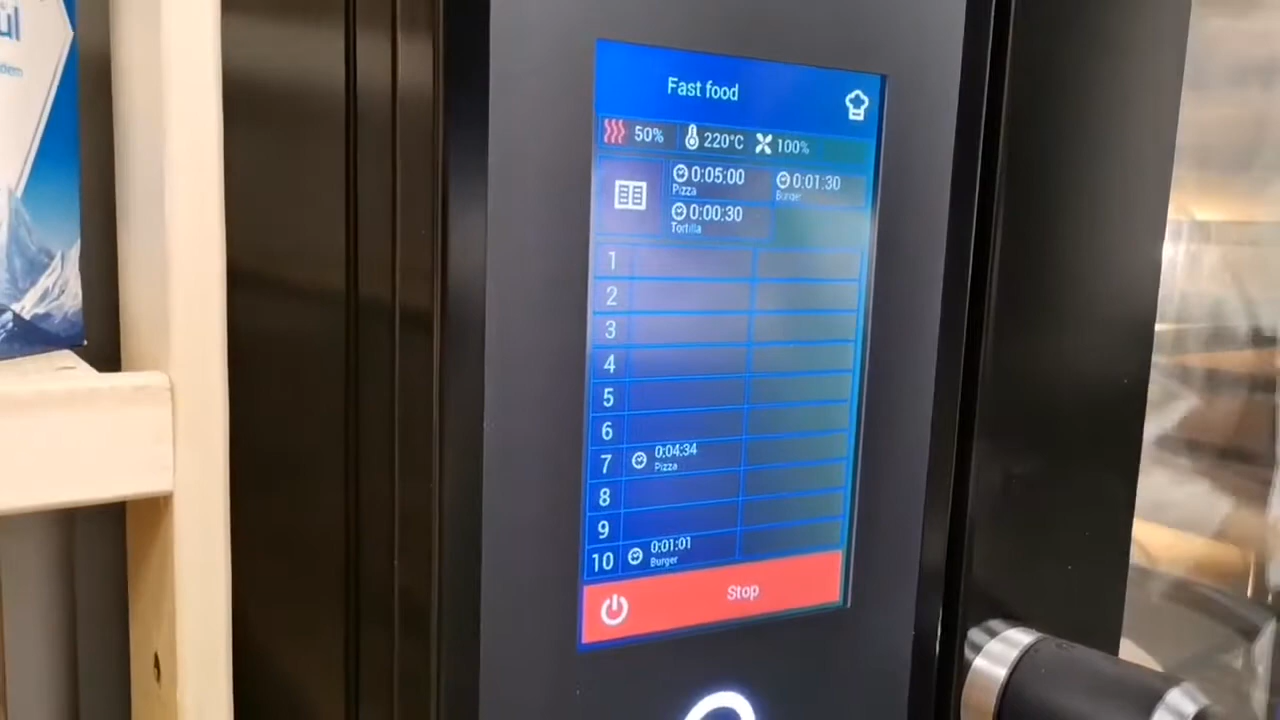 Fast food
50% 220°C 100%
0:05:00 0:01:30
Pizza Burger
0:00:30
Tortilla
1
2
3
4
5
6
7 0:04:34
Pizza
8
9
10 0:01:01
Burger
Stop